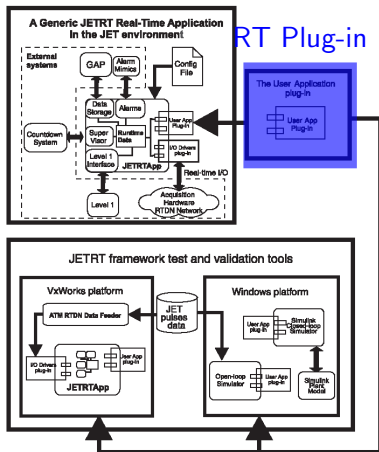 A Generic JETRT Real-Time Application
in the JET environment
RT Plug-in
External
systems
GAP
Alarm
Mimics
Config
File
Data
Storage
Alarms
User App
Plug-in
Countdown
System
Super
Visor
Runtime
Data
I/O Drivers
plug-in
Level 1
Interface
JETRTApp
Real-time I/O
Level 1
Acquisition
Hardware
RTDN Network
The User Application
plug-in
User App
Plug-in
JETRT framework test and validation tools
VxWorks platform
ATM RTDN Data Feeder
I/O Drivers
plug-in
User App
plug-in
JETRTApp
JET
pulses
data
Windows platform
User App
plug-in
Simulink
Closed-loop
Simulator
Open-loop
Simulator
User App
plug-in
Simulink
Plant
Model